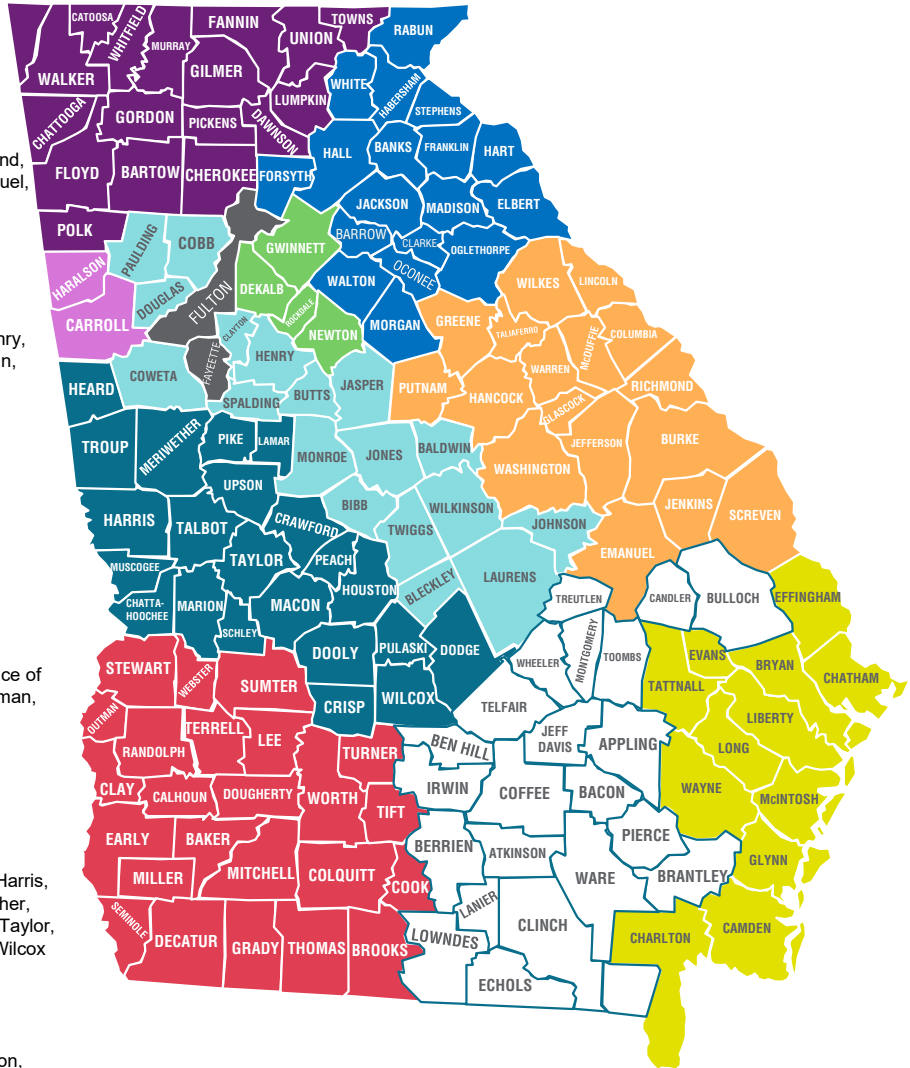 CATOOSA
WHITFIELD
MURRAY
FANNIN
UNION
TOWNS
RABUN
WALKER
GILMER
WHITE
HABERSHAM
LUMPKIN
STEPHENS
CHATTOOGA
GORDON
PICKENS
DAWNSON
HALL
BANKS
FRANKLIN
HART
nd,
FLOYD
BARTOW
CHEROKEE
FORSYTH
uel,
JACKSON
MADISON
ELBERT
POLK
PAULDING
COBB
GWINNETT
BARROW
CLARKE
OGLETHORPE
HARALSON
DOUGLAS
FULTON
DEKALB
WALTON
OCONEE
WILKES
LINCOLN
CARROLL
CLAYTON
ROCKDALE
NEWTON
MORGAN
GREENE
TALIAFERRO
McDUFFIE
COLUMBIA
nry,
n,
HEARD
COWETA
FAYEETTE
HENRY
BUTTS
JASPER
PUTNAM
HANCOCK
WARREN
RICHMOND
SPALDING
GLASCOCK
TROUP
MERIWETHER
PIKE
LAMAR
MONROE
JONES
BALDWIN
WASHINGTON
JEFFERSON
BURKE
UPSON
HARRIS
TALBOT
CRAWFORD
BIBB
TWIGGS
WILKINSON
JOHNSON
JENKINS
SCREVEN
MUSCOGEE
TAYLOR
PEACH
HOUSTON
BLECKLEY
LAURENS
EMANUEL
CHATTA-
HOOCHEE
MARION
SCHLEY
MACON
TREUTLEN
CANDLER
BULLOCH
EFFINGHAM
DOOLY
PULASKI
DODGE
WHEELER
MONTGOMERY
TOOMBS
EVANS
BRYAN
CHATHAM
ce of
man,
STEWART
WEBSTER
SUMTER
CRISP
WILCOX
TELFAIR
TATTNALL
LIBERTY
OUTMAN
RANDOLPH
TERRELL
LEE
TURNER
BEN HILL
JEFF
DAVIS
APPLING
LONG
CLAY
CALHOUN
DOUGHERTY
WORTH
TIFT
IRWIN
COFFEE
BACON
WAYNE
McINTOSH
EARLY
BAKER
BERRIEN
ATKINSON
PIERCE
GLYNN
Harris,
her,
Taylor,
Wilcox
MILLER
MITCHELL
COLQUITT
COOK
LANIER
WARE
BRANTLEY
SEMINOLE
DECATUR
GRADY
THOMAS
BROOKS
LOWNDES
CLINCH
CHARLTON
CAMDEN
ECHOLS
on,